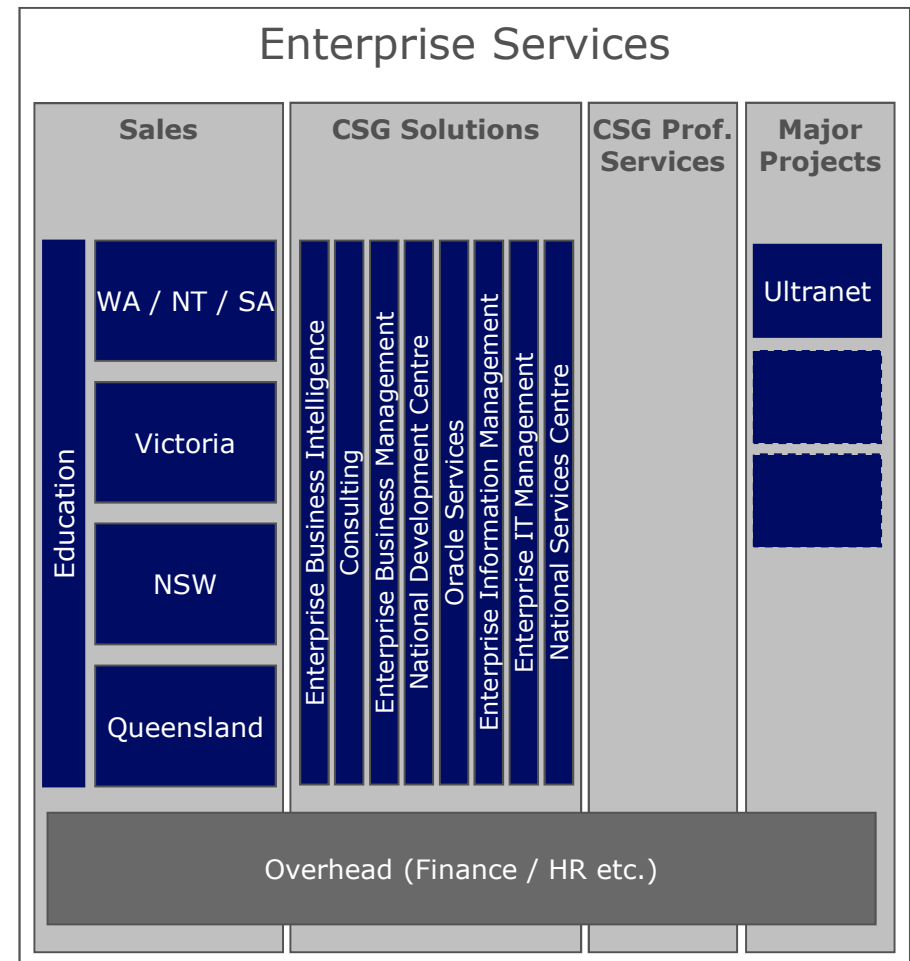 Enterprise Services
Sales
CSG Solutions
CSG Prof.
Services
Major
Projects
Education
WA / NT / SA
Victoria
NSW
Queensland
Enterprise Business Intelligence
Consulting
Enterprise Business Management
National Development Centre
Oracle Services
Enterprise Information Management
Enterprise IT Management
National Services Centre
Ultranet
Overhead (Finance / HR etc.)